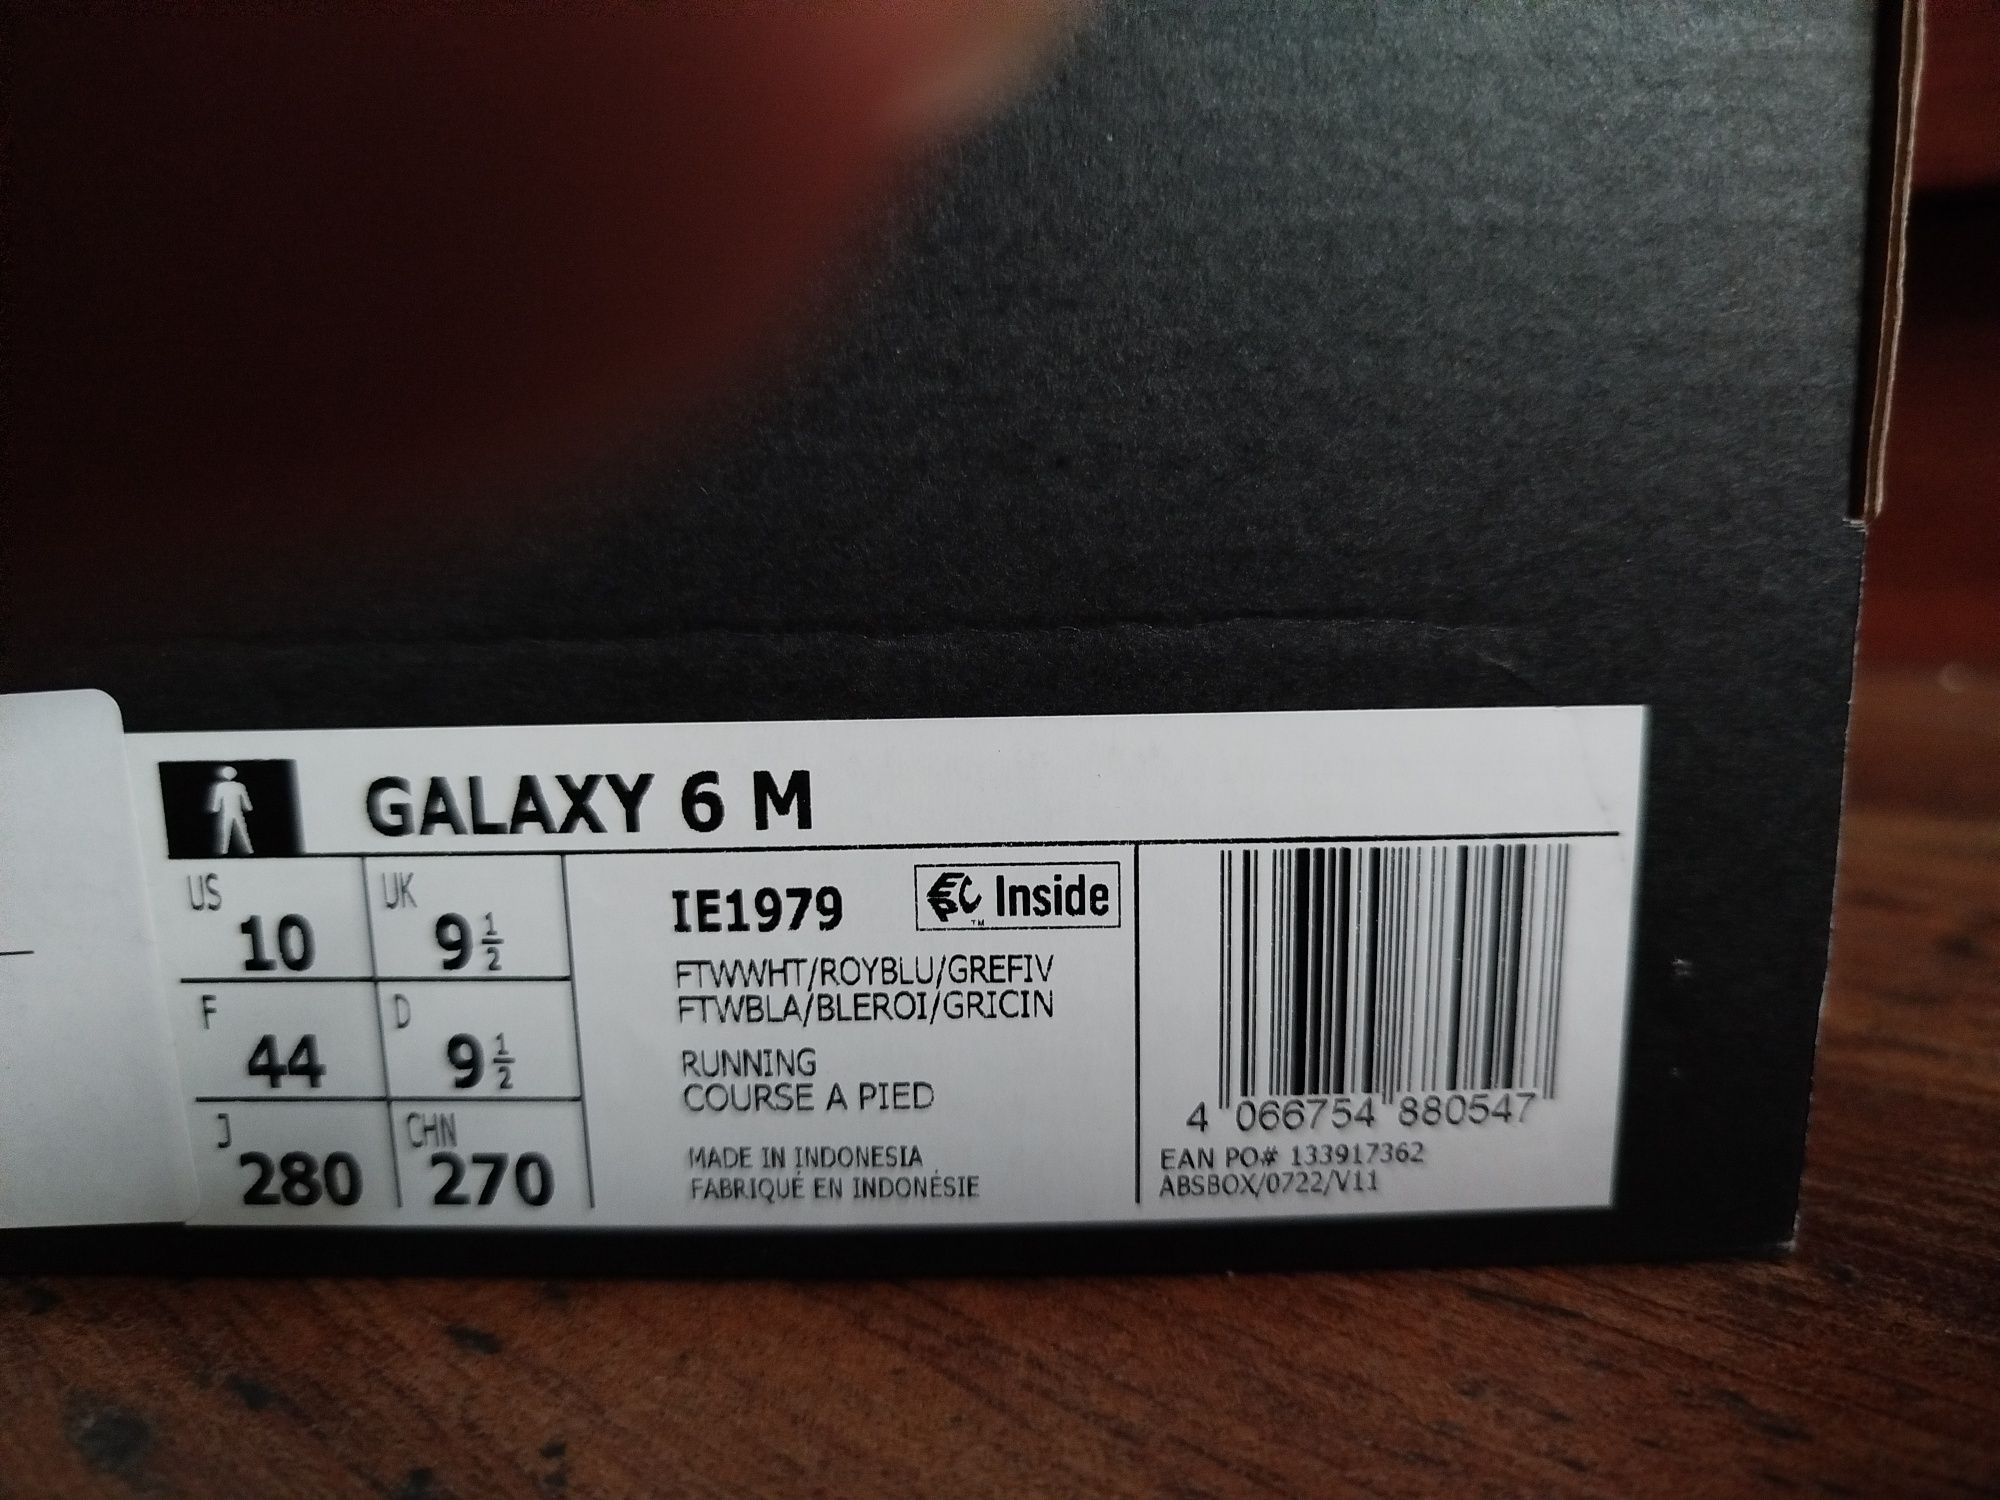 GALAXY 6 M
US 10 UK 9 1/2
F 44 D 9 1/2
J 280 CHN 270
IE1979 EPC™ Inside
FTWWHT/ROYBLU/GREFIV
FTWBLA/BLEROI/GRICIN
RUNNING
COURSE A PIED
MADE IN INDONESIA
FABRIQUÉ EN INDONÉSIE
4 066754 880547
EAN PO# 133917362
ABSBOX/0722/V11